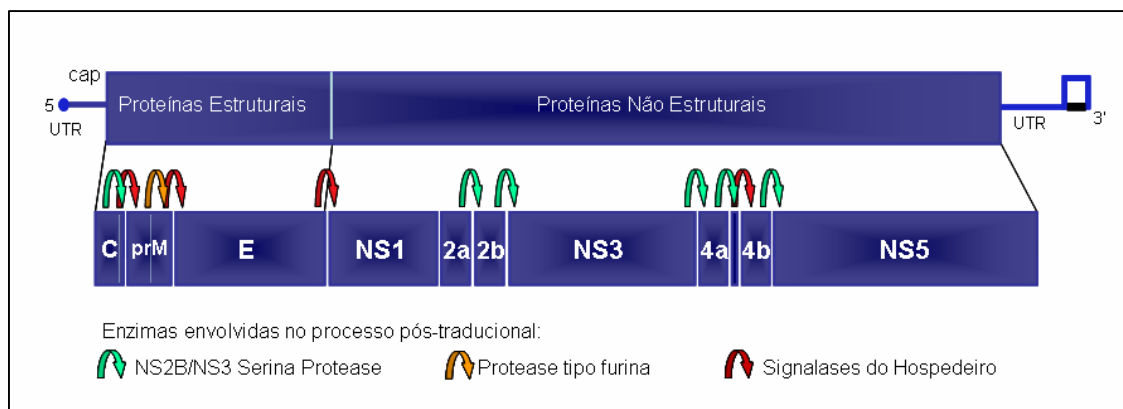 cap
5
UTR
Proteínas Estruturais
Proteínas Não Estruturais
UTR
3'
C prM E NS1 2a 2b NS3 4a 4b NS5
Enzimas envolvidas no processo pós-traducional:
NS2B/NS3 Serina Protease Protease tipo furina Signalases do Hospedeiro